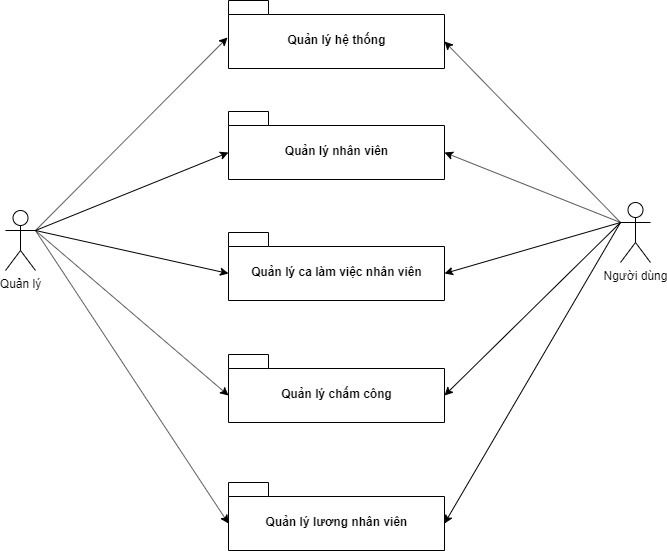 Quản lý hệ thống
Quản lý nhân viên
Quản lý ca làm việc nhân viên
Quản lý
Người dùng
Quản lý chấm công
Quản lý lương nhân viên